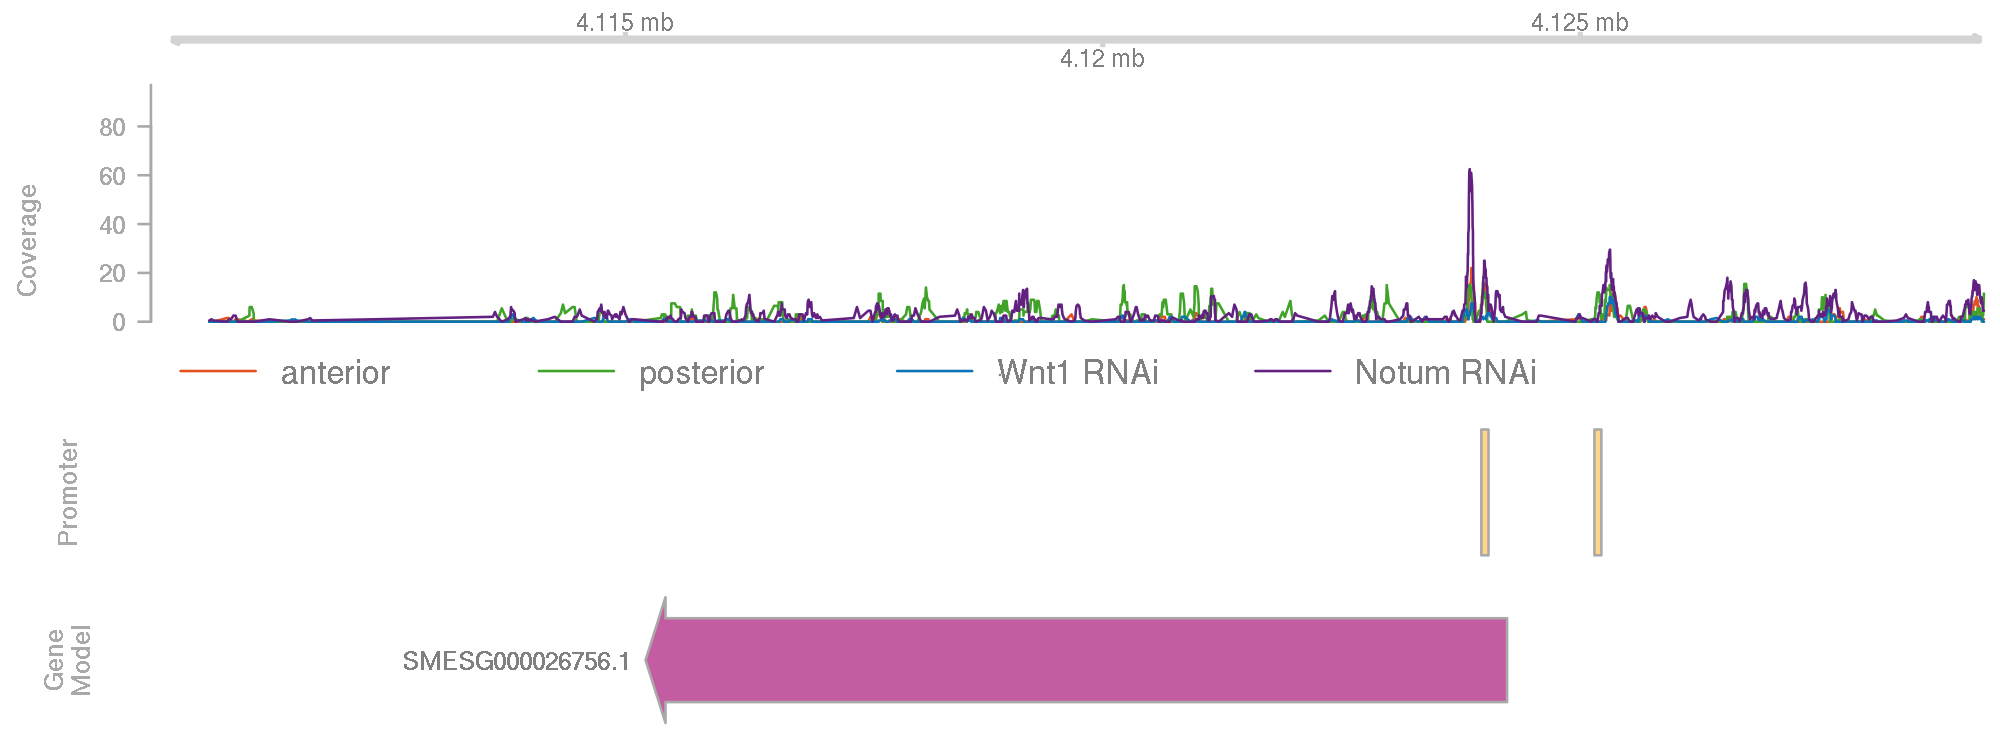 4.115 mb
4.125 mb
4.12 mb
Coverage
80
60
40
20
0
anterior
posterior
Wnt1 RNAi
Notum RNAi
Promoter
Gene
Model
SMESG000026756.1